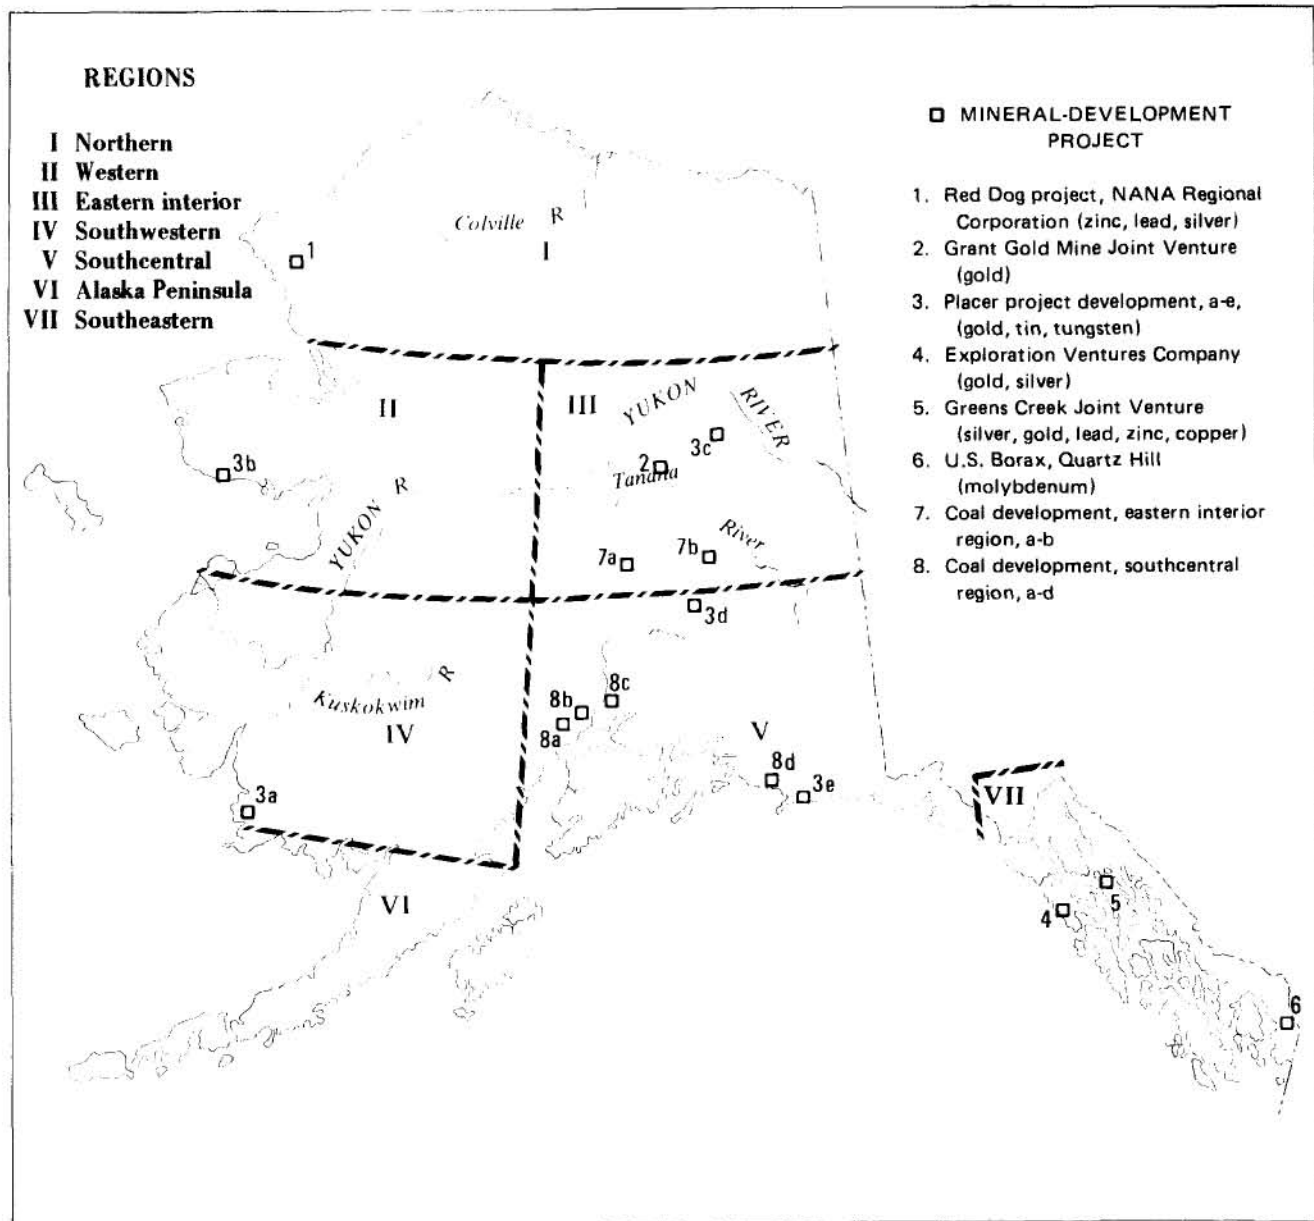 REGIONS
I Northern
II Western
III Eastern interior
IV Southwestern
V Southcentral
VI Alaska Peninsula
VII Southeastern
MINERAL-DEVELOPMENT
PROJECT
1. Red Dog project, NANA Regional
Corporation (zinc, lead, silver)
2. Grant Gold Mine Joint Venture
(gold)
3. Placer project development, a-e,
(gold, tin, tungsten)
4. Exploration Ventures Company
(gold, silver)
5. Greens Creek Joint Venture
(silver, gold, lead, zinc, copper)
6. U.S. Borax, Quartz Hill
(molybdenum)
7. Coal development, eastern interior
region, a-b
8. Coal development, southcentral
region, a-d
Colville R
I
1
II
III
YUKON RIVER
3c
3b
2
Tanana
YUKON R
River
7a
7b
3d
Kuskokwim R
IV
8c
8b
8a
V
8d
3e
3a
VII
VI
5
4
6